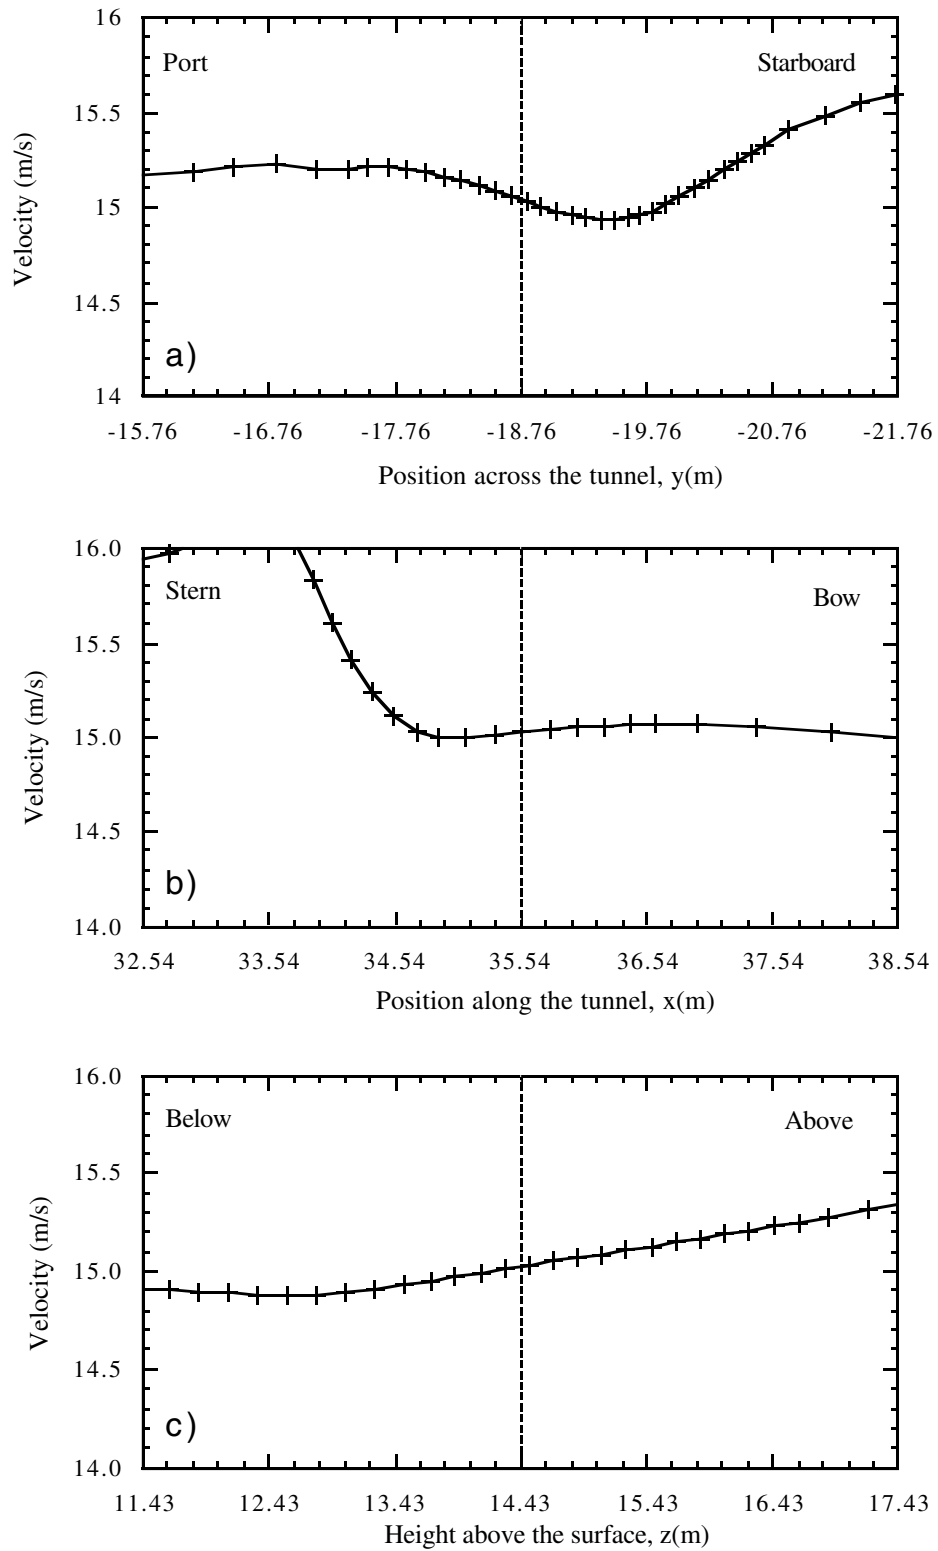 16
Port
Starboard
15.5
Velocity (m/s)
15
14.5
a)
14
-15.76 -16.76 -17.76 -18.76 -19.76 -20.76 -21.76
Position across the tunnel, y(m)
16.0
Stern
Bow
15.5
Velocity (m/s)
15.0
14.5
b)
14.0
32.54 33.54 34.54 35.54 36.54 37.54 38.54
Position along the tunnel, x(m)
16.0
Below
Above
15.5
Velocity (m/s)
15.0
14.5
c)
14.0
11.43 12.43 13.43 14.43 15.43 16.43 17.43
Height above the surface, z(m)